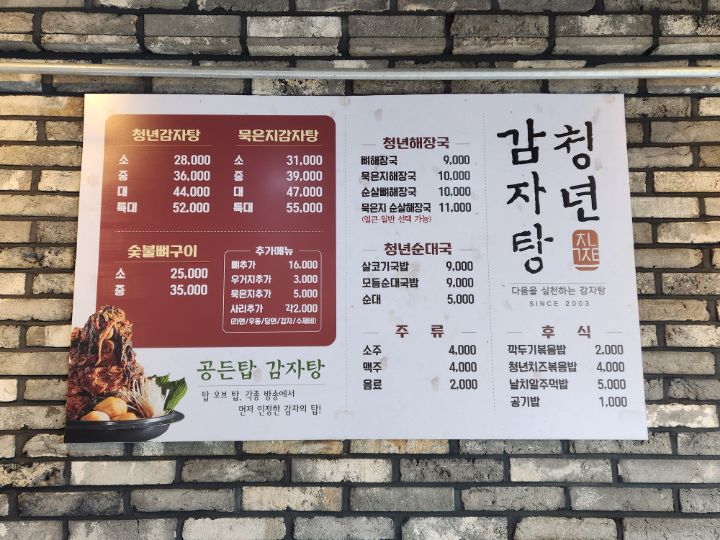 청년감자탕
소 28,000
중 36,000
대 44,000
특대 52,000
묵은지감자탕
소 31,000
중 39,000
대 47,000
특대 55,000
숯불뼈구이
소 25,000
중 35,000
추가메뉴
뼈추가 16,000
우거지추가 3,000
묵은지추가 5,000
사리추가 각2,000
(라면/우동/당면/감자/수제비)
공든탑 감자탕
탑 오브 탑, 각종 방송에서
먼저 인정한 감자의 탑!
청년해장국
뼈해장국 9,000
묵은지해장국 10,000
순살뼈해장국 10,000
묵은지 순살해장국 11,000
(얼큰·일반 선택 가능)
청년순대국
살코기국밥 9,000
모듬순대국밥 9,000
순대 5,000
주 류
소주 4,000
맥주 4,000
음료 2,000
청년
감자탕
다움을 실천하는 감자탕
SINCE 2003
후 식
깍두기볶음밥 2,000
청년치즈볶음밥 4,000
날치알주먹밥 5,000
공기밥 1,000